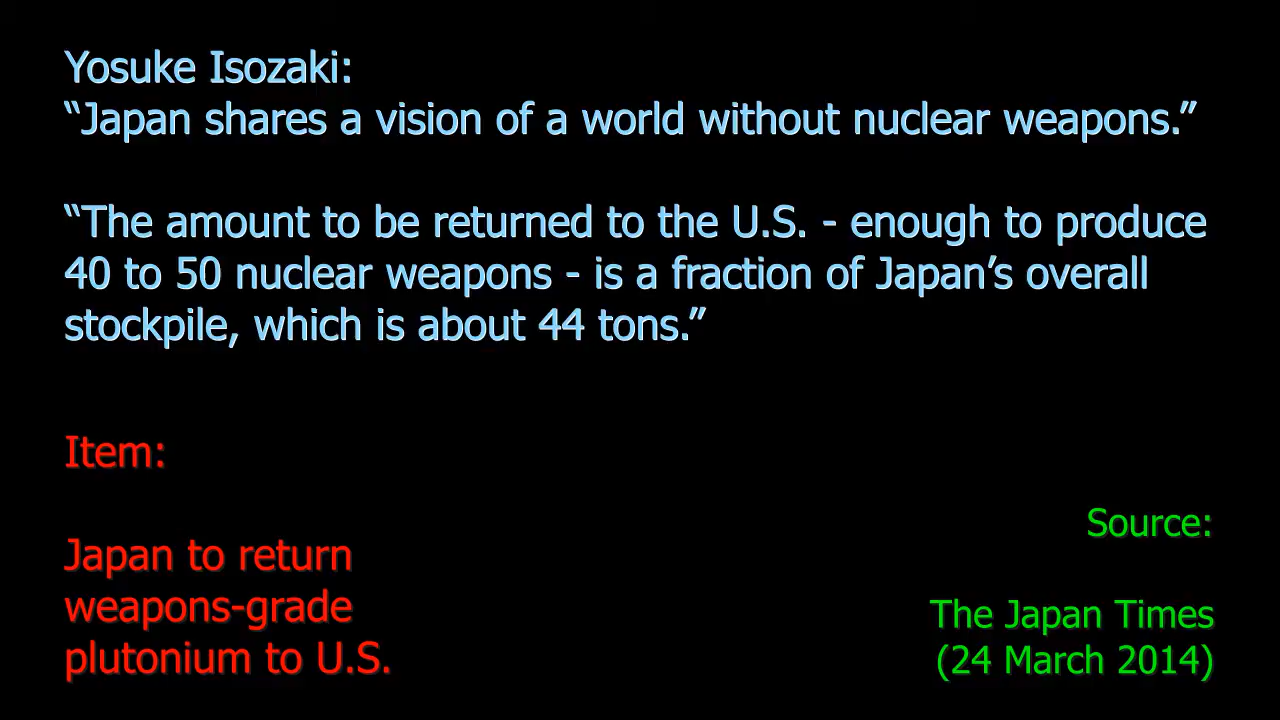 Yosuke Isozaki:
“Japan shares a vision of a world without nuclear weapons.”
“The amount to be returned to the U.S. - enough to produce
40 to 50 nuclear weapons - is a fraction of Japan’s overall
stockpile, which is about 44 tons.”
Item:
Japan to return
weapons-grade
plutonium to U.S.
Source:
The Japan Times
(24 March 2014)